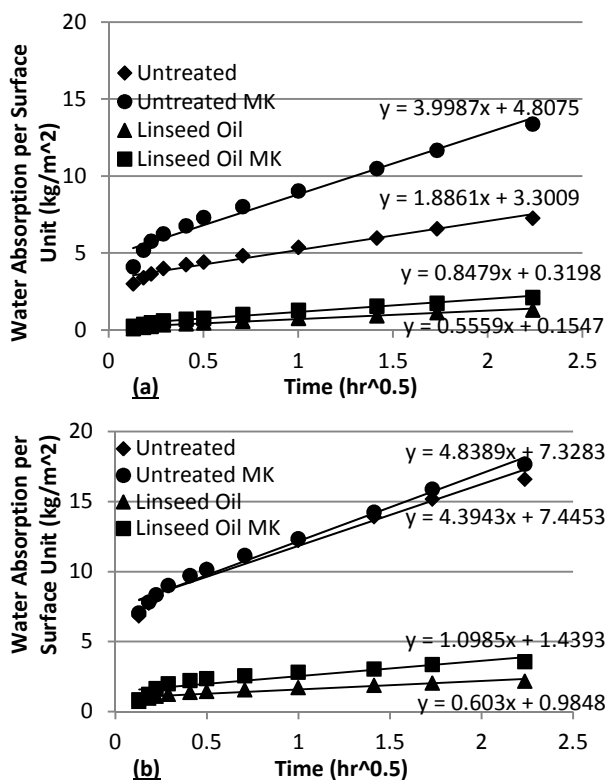 Water Absorption per Surface
Unit (kg/m^2)
20
15
10
5
0
Untreated
Untreated MK
Linseed Oil
Linseed Oil MK
y = 3.9987x + 4.8075
y = 1.8861x + 3.3009
y = 0.8479x + 0.3198
y = 0.5559x + 0.1547
0 0.5 1 1.5 2 2.5
(a) Time (hr^0.5)
Water Absorption per
Surface Unit (kg/m^2)
20
15
10
5
0
Untreated
Untreated MK
Linseed Oil
Linseed Oil MK
y = 4.8389x + 7.3283
y = 4.3943x + 7.4453
y = 1.0985x + 1.4393
y = 0.603x + 0.9848
0 0.5 1 1.5 2 2.5
(b) Time (hr^0.5)